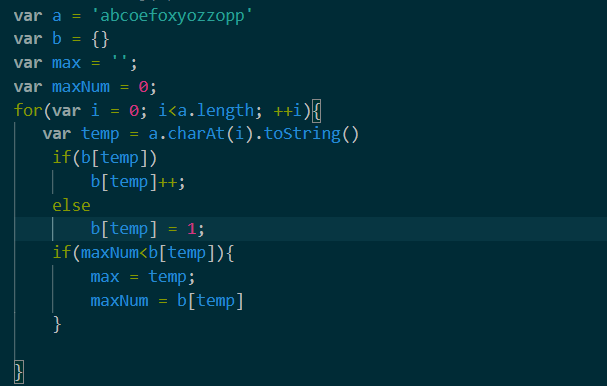 var a = 'abcoefoxyozzopp'
var b = {}
var max = '';
var maxNum = 0;
for(var i = 0; i<a.length; ++i){
   var temp = a.charAt(i).toString()
    if(b[temp])
        b[temp]++;
    else
        b[temp] = 1;
    if(maxNum<b[temp]){
        max = temp;
        maxNum = b[temp]
    }
}